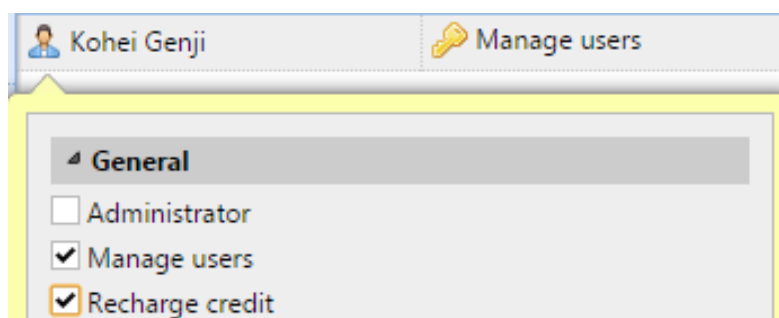 Kohei Genji Manage users
General
Administrator
Manage users
Recharge credit